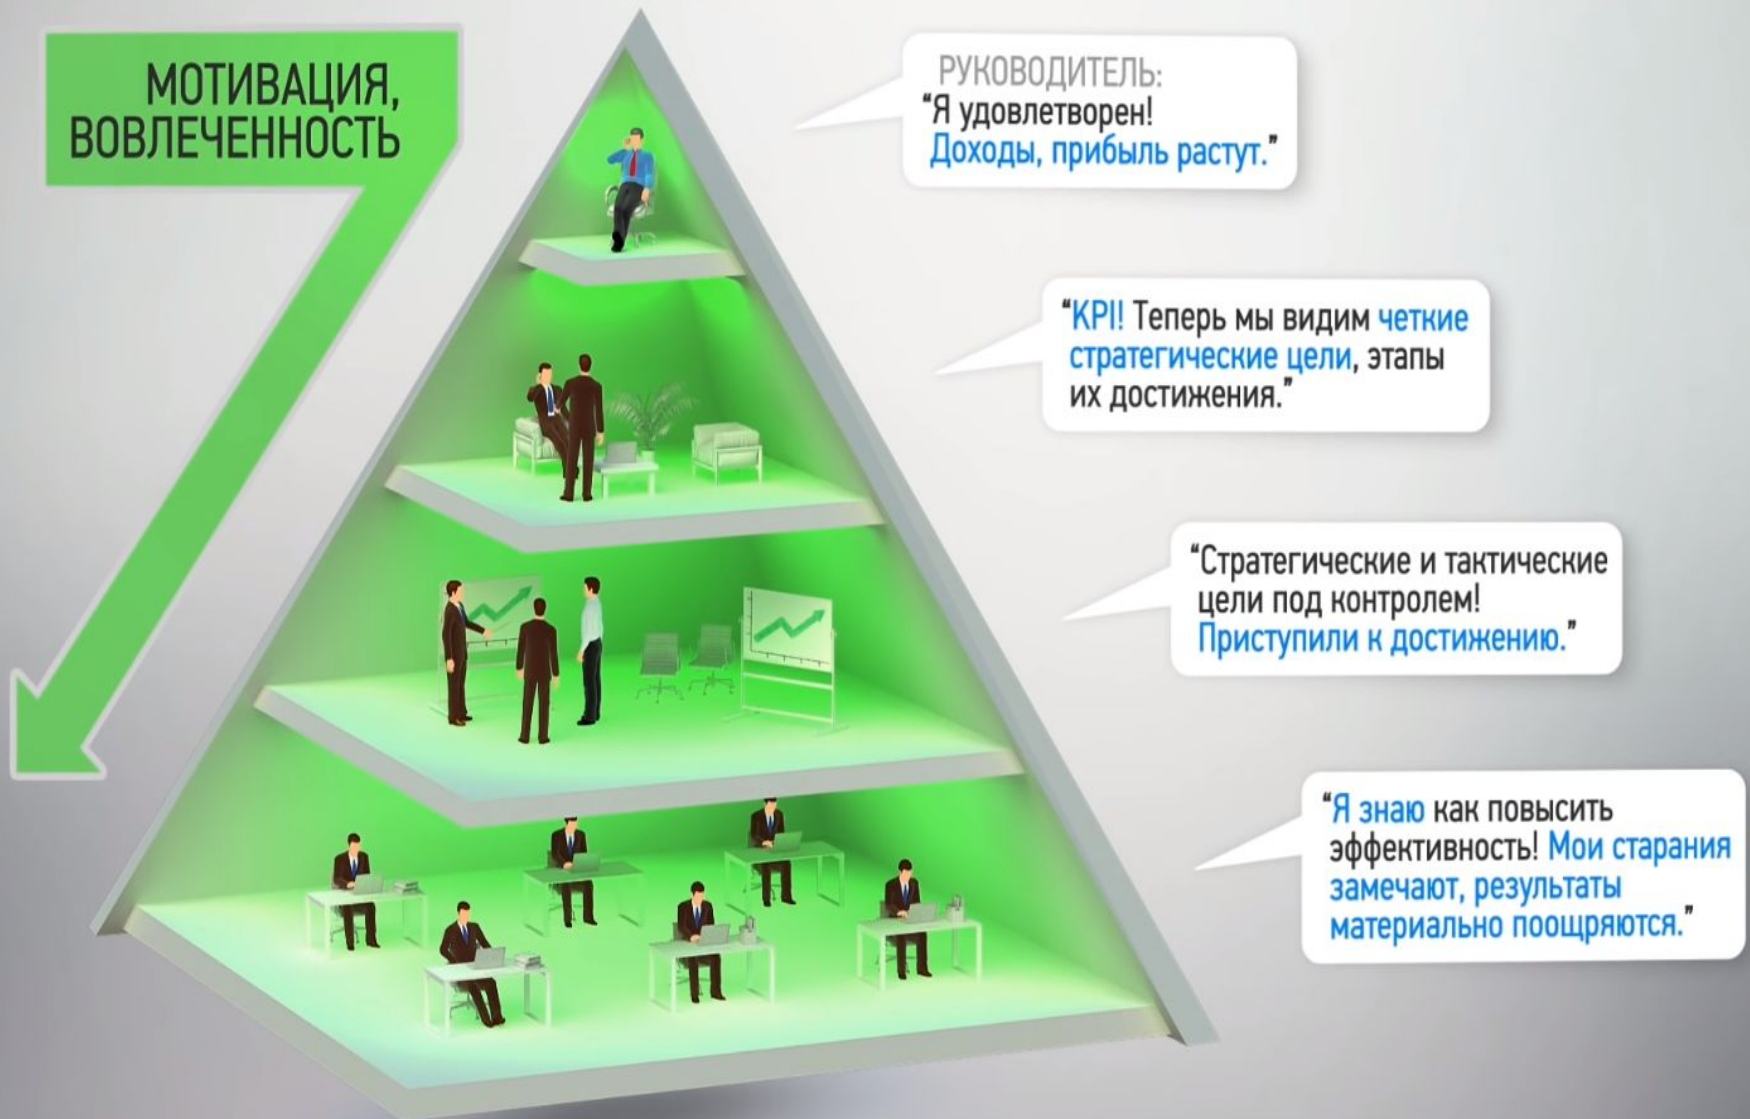 МОТИВАЦИЯ,
ВОВЛЕЧЕННОСТЬ
РУКОВОДИТЕЛЬ:
“Я удовлетворен!
Доходы, прибыль растут.”
“KPI! Теперь мы видим четкие
стратегические цели, этапы
их достижения.”
“Стратегические и тактические
цели под контролем!
Приступили к достижению.”
“Я знаю как повысить
эффективность! Мои старания
замечают, результаты
материально поощряются.”